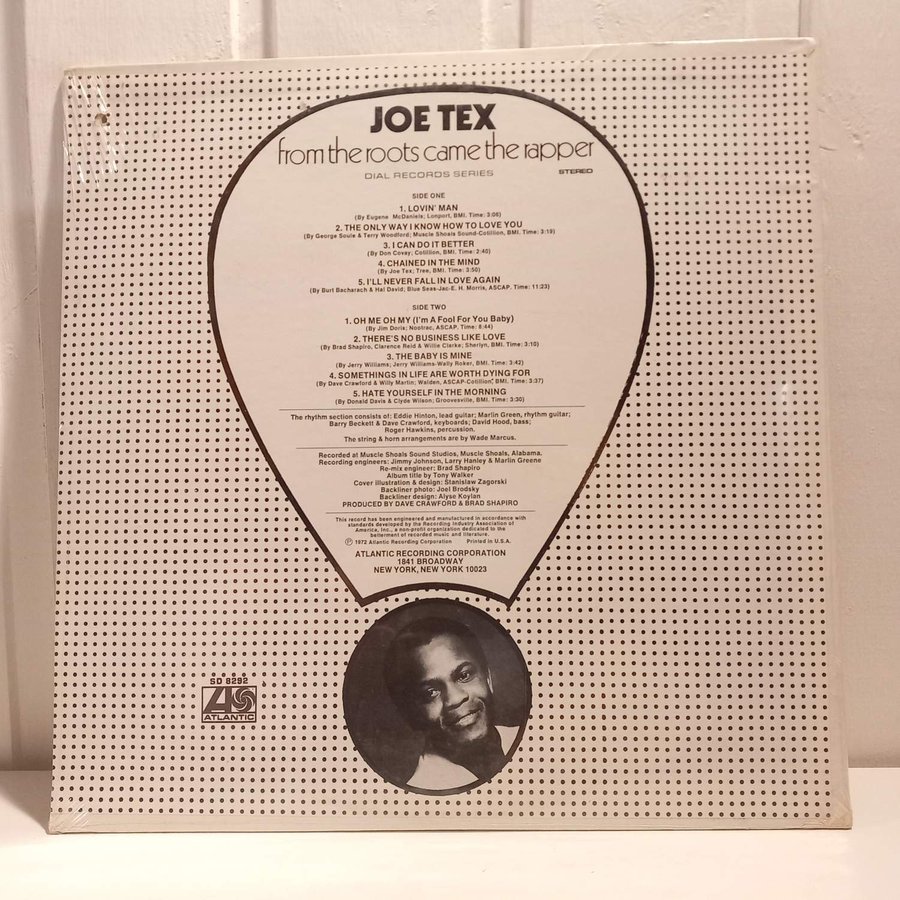 JOE TEX
from the roots came the rapper
DIAL RECORDS SERIES STEREO
SIDE ONE
1. LOVIN' MAN
(By Eugene McDaniels; Lonport, BMI. Time: 3:06)
2. THE ONLY WAY I KNOW HOW TO LOVE YOU
(By George Soule & Terry Woodford; Muscle Shoals Sound-Cotillion, BMI. Time: 3:19)
3. I CAN DO IT BETTER
(By Don Covay; Cotillion, BMI. Time: 2:40)
4. CHAINED IN THE MIND
(By Joe Tex; Tree, BMI. Time: 3:50)
5. I'LL NEVER FALL IN LOVE AGAIN
(By Burt Bacharach & Hal David; Blue Seas-Jac-E. H. Morris, ASCAP. Time: 11:23)
SIDE TWO
1. OH ME OH MY (I'm A Fool For You Baby)
(By Jim Doris; Nootrac, ASCAP. Time: 8:44)
2. THERE'S NO BUSINESS LIKE LOVE
(By Brad Shapiro, Clarence Reid & Willie Clarke; Sherlyn, BMI. Time: 3:10)
3. THE BABY IS MINE
(By Jerry Williams; Jerry Williams-Wally Roker, BMI. Time: 3:42)
4. SOMETHINGS IN LIFE ARE WORTH DYING FOR
(By Dave Crawford & Willy Martin; Walden, ASCAP-Cotillion, BMI. Time: 3:37)
5. HATE YOURSELF IN THE MORNING
(By Donald Davis & Clyde Wilson; Groovesville, BMI. Time: 3:30)
The rhythm section consists of: Eddie Hinton, lead guitar; Marlin Green, rhythm guitar;
Barry Beckett & Dave Crawford, keyboards; David Hood, bass;
Roger Hawkins, percussion.
The string & horn arrangements are by Wade Marcus.
Recorded at Muscle Shoals Sound Studios, Muscle Shoals, Alabama.
Recording engineers: Jimmy Johnson, Larry Hanley & Marlin Greene
Re-mix engineer: Brad Shapiro
Album title by Tony Walker
Cover illustration & design: Stanislaw Zagorski
Backliner photo: Joel Brodsky
Backliner design: Alyse Koylan
PRODUCED BY DAVE CRAWFORD & BRAD SHAPIRO
This record has been engineered and manufactured in accordance with
standards developed by the Recording Industry Association of
America, Inc., a non-profit organization dedicated to the
betterment of recorded music and literature.
Ⓟ 1972 Atlantic Recording Corporation Printed in U.S.A.
ATLANTIC RECORDING CORPORATION
1841 BROADWAY
NEW YORK, NEW YORK 10023
SD 8292
ATLANTIC